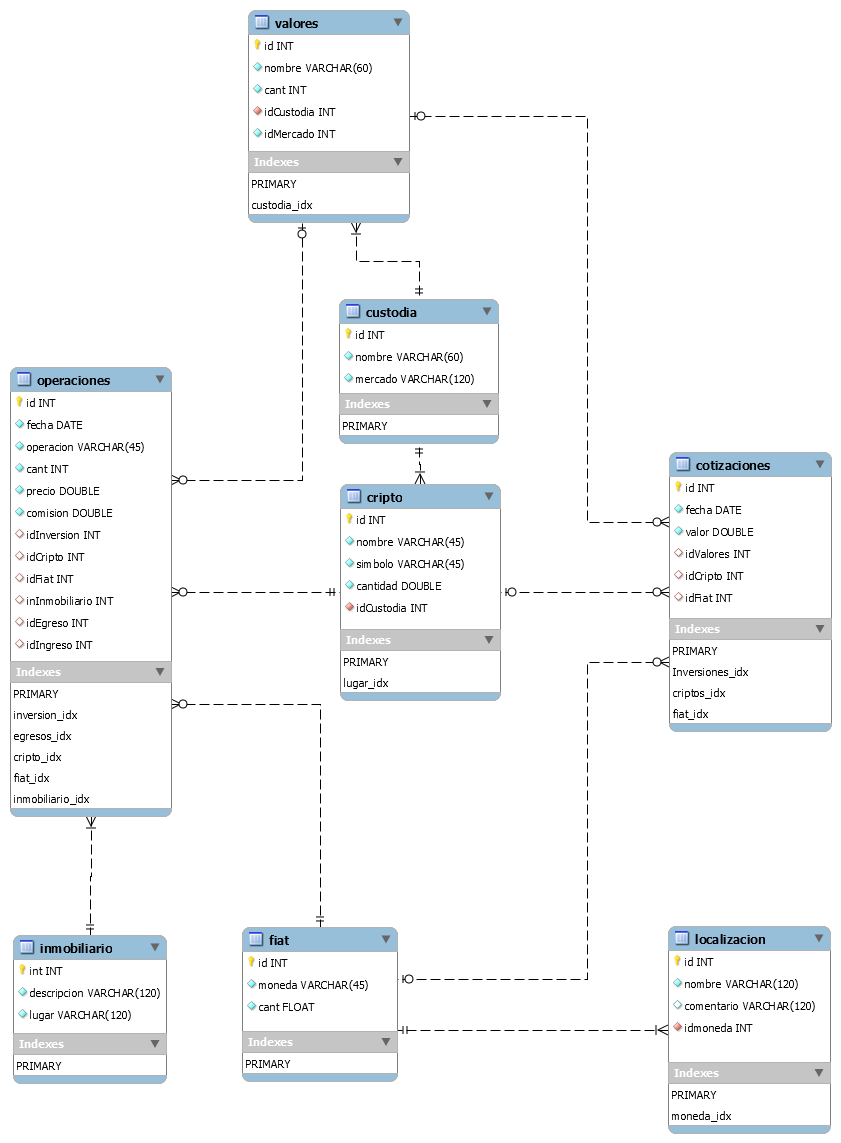 valores
id INT
nombre VARCHAR(60)
cant INT
idCustodia INT
idMercado INT
Indexes
PRIMARY
custodia_idx
custodia
id INT
nombre VARCHAR(60)
mercado VARCHAR(120)
Indexes
PRIMARY
operaciones
id INT
fecha DATE
operacion VARCHAR(45)
cant INT
precio DOUBLE
comision DOUBLE
idInversion INT
idCripto INT
idFiat INT
inInmobiliario INT
idEgreso INT
idIngreso INT
Indexes
PRIMARY
inversion_idx
egresos_idx
cripto_idx
fiat_idx
inmobiliario_idx
cripto
id INT
nombre VARCHAR(45)
simbolo VARCHAR(45)
cantidad DOUBLE
idCustodia INT
Indexes
PRIMARY
lugar_idx
cotizaciones
id INT
fecha DATE
valor DOUBLE
idValores INT
idCripto INT
idFiat INT
Indexes
PRIMARY
Inversiones_idx
criptos_idx
fiat_idx
inmobiliario
int INT
descripcion VARCHAR(120)
lugar VARCHAR(120)
Indexes
PRIMARY
fiat
id INT
moneda VARCHAR(45)
cant FLOAT
Indexes
PRIMARY
localizacion
id INT
nombre VARCHAR(120)
comentario VARCHAR(120)
idmoneda INT
Indexes
PRIMARY
moneda_idx